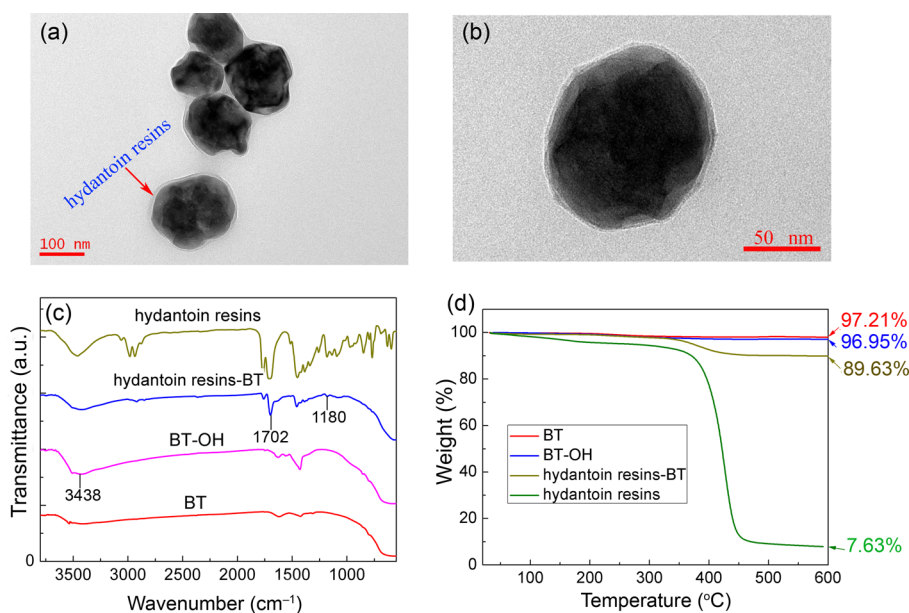 (a)
hydantoin resins
100 nm
(b)
50 nm
(c)
hydantoin resins
hydantoin resins-BT
1180
1702
BT-OH
3438
BT
0
3500 3000 2500 2000 1500 1000
Wavenumber (cm⁻¹)
Transmittance (a.u.)
(d)
97.21%
96.95%
89.63%
BT
BT-OH
hydantoin resins-BT
hydantoin resins
7.63%
100
80
60
40
20
0
100 200 300 400 500 600
Temperature (°C)
Weight (%)